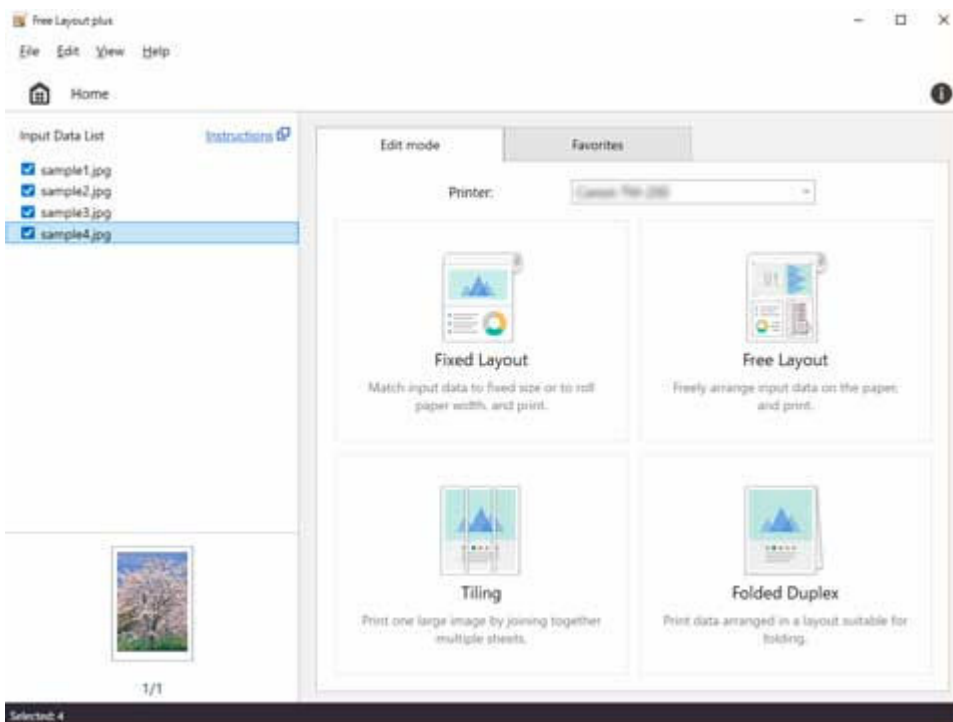 Free Layout plus
File Edit View Help
Home
Input Data List Instructions
sample1.jpg
sample2.jpg
sample3.jpg
sample4.jpg
1/1
Selected: 4
Edit mode Favorites
Printer:
Fixed Layout
Match input data to fixed size or to roll
paper width, and print.
Free Layout
Freely arrange input data on the paper,
and print.
Tiling
Print one large image by joining together
multiple sheets.
Folded Duplex
Print data arranged in a layout suitable for
folding.